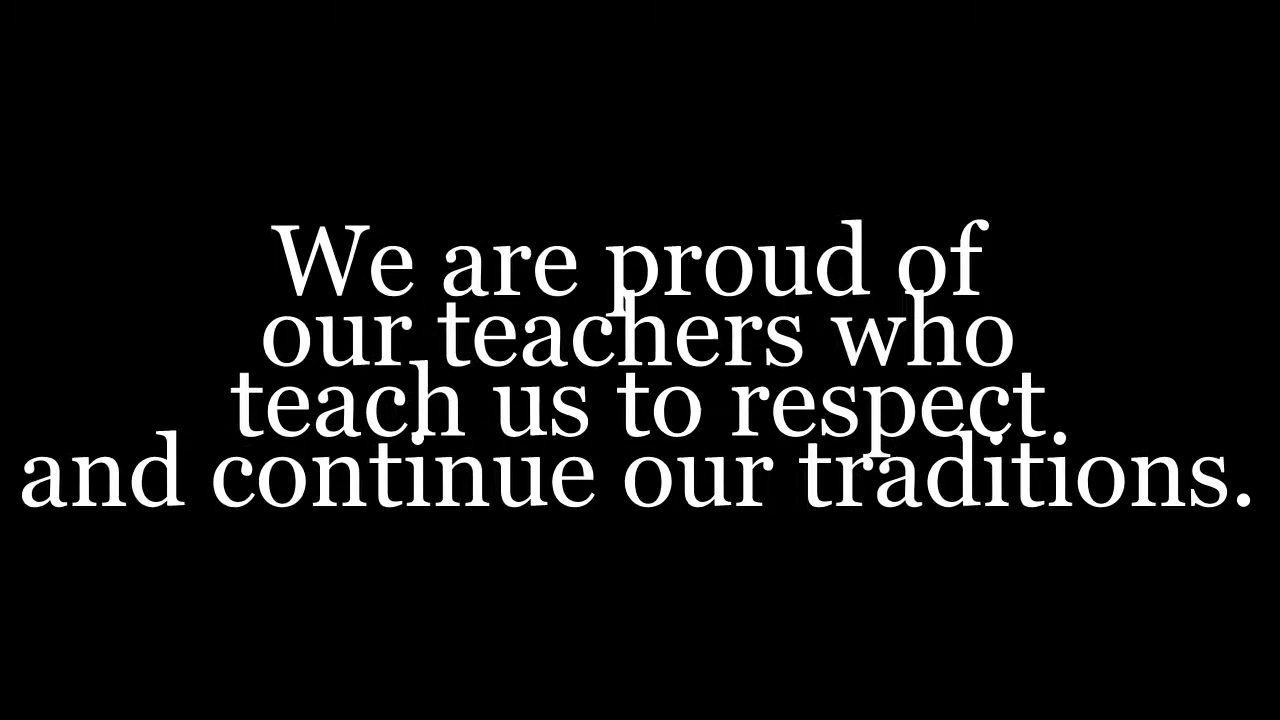 We are proud of
our teachers who
teach us to respect
and continue our traditions.